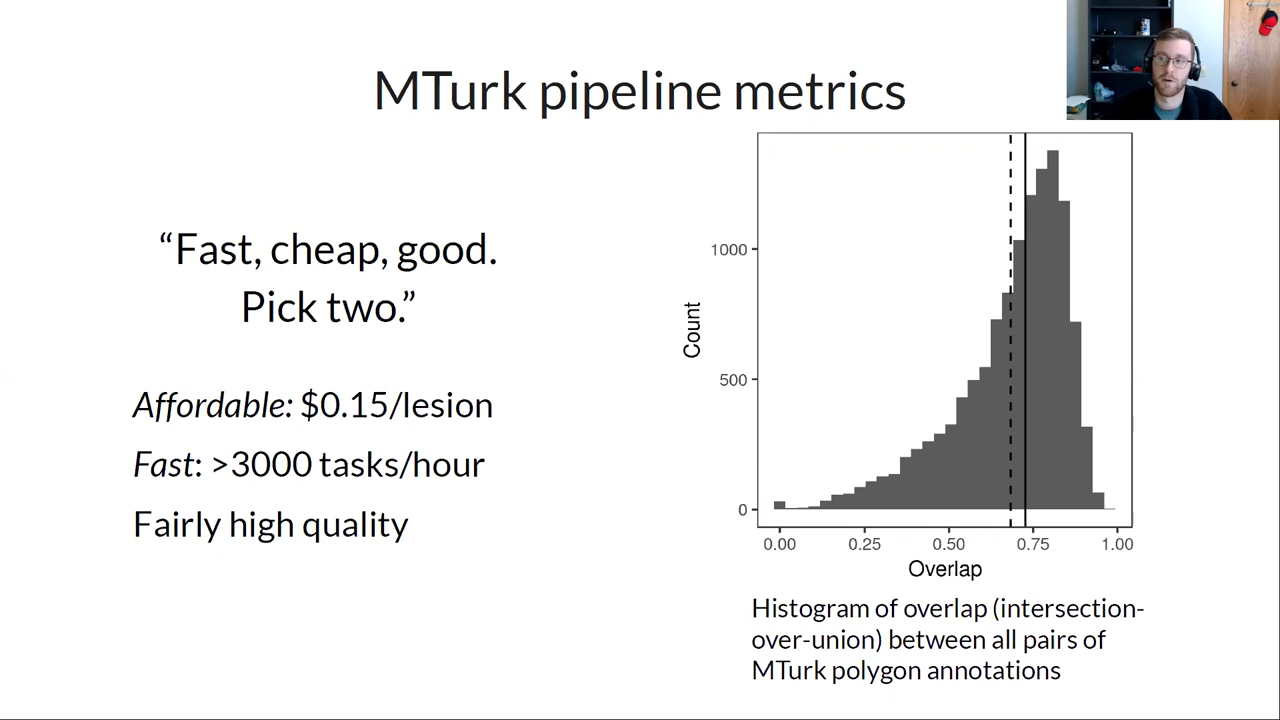 MTurk pipeline metrics
“Fast, cheap, good.
Pick two.”
Affordable: $0.15/lesion
Fast: >3000 tasks/hour
Fairly high quality
Count
1000
500
0
0.00 0.25 0.50 0.75 1.00
Overlap
Histogram of overlap (intersection-
over-union) between all pairs of
MTurk polygon annotations